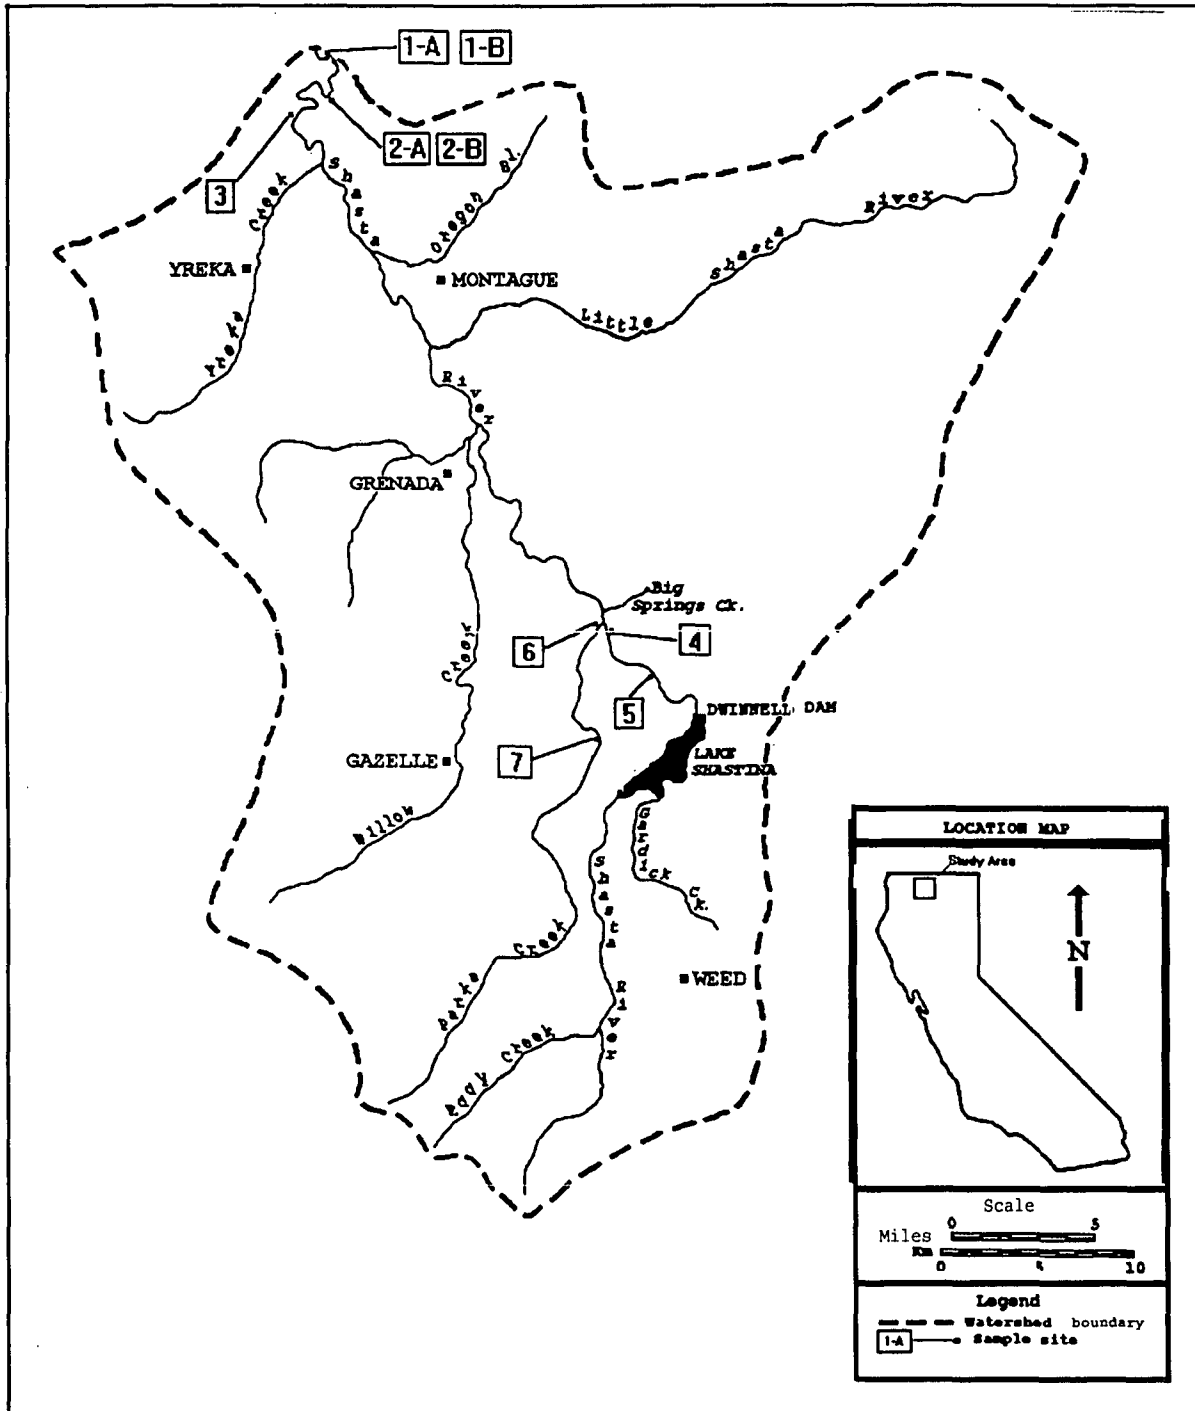 1-A 1-B
2-A 2-B
3
Shasta
Creek
Oregon Sl.
YREKA
MONTAGUE
Shasta River
Little
Yreka
River
GRENADA
Big
Springs Ck.
6
4
Creek
5
DWINNELL DAM
LAKE
SHASTINA
GAZELLE
7
Willow
Garrick Ck.
Shasta
Creek
Parks
WEED
River
Creek
Eddy
LOCATION MAP
Study Area
N
Scale
0 5
Miles
Km
0 5 10
Legend
Watershed boundary
1-A Sample site